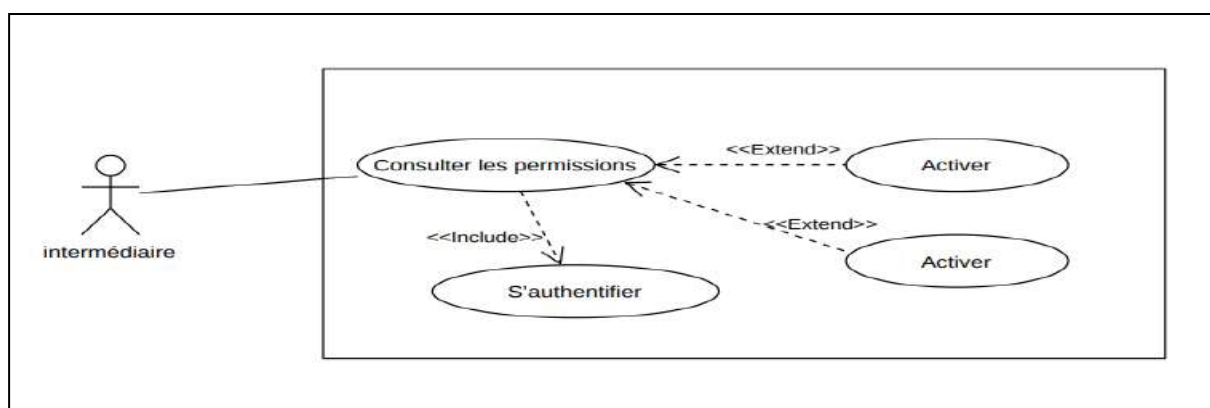 Consulter les permissions
<<Extend>>
Activer
<<Extend>>
Activer
<<Include>>
S'authentifier
intermédiaire